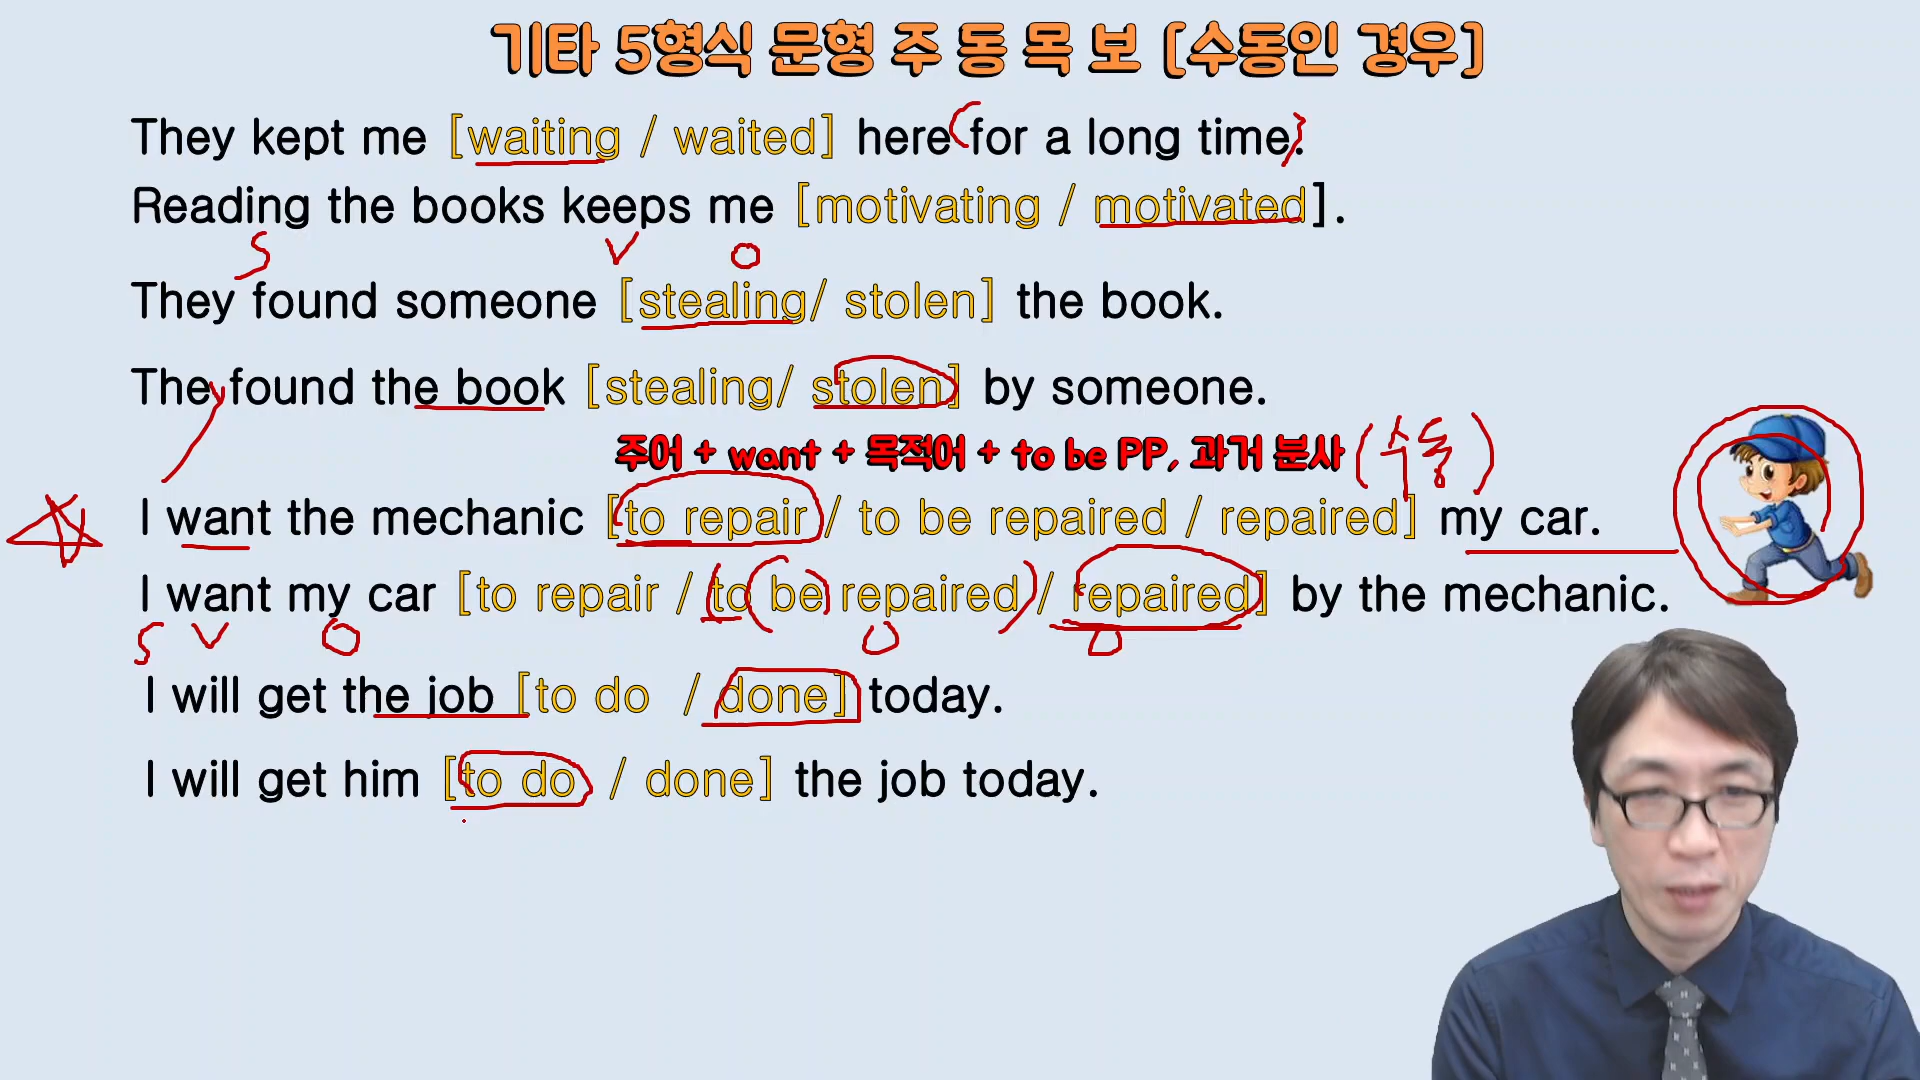 기타 5형식 문형 주 동 목 보 [수동인 경우]
They kept me [waiting / waited] here (for a long time.)
Reading the books keeps me [motivating / motivated].
S V O
They found someone [stealing/ stolen] the book.
They found the book [stealing/ stolen] by someone.
주어 + want + 목적어 + to be PP, 과거 분사 (수동)
I want the mechanic [to repair / to be repaired / repaired] my car.
I want my car [to repair / to (be repaired) / repaired] by the mechanic.
S V O O O
I will get the job [to do / done] today.
I will get him [to do / done] the job today.